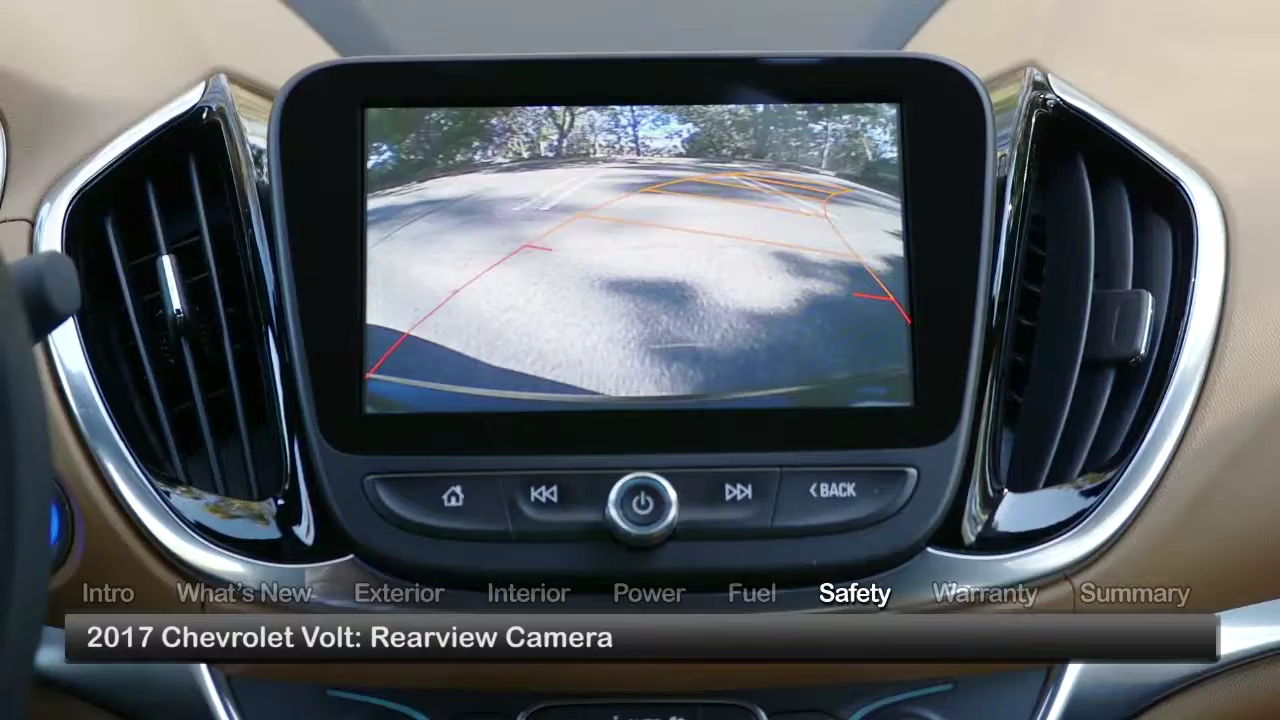 BACK
Intro What's New Exterior Interior Power Fuel Safety Warranty Summary
2017 Chevrolet Volt: Rearview Camera